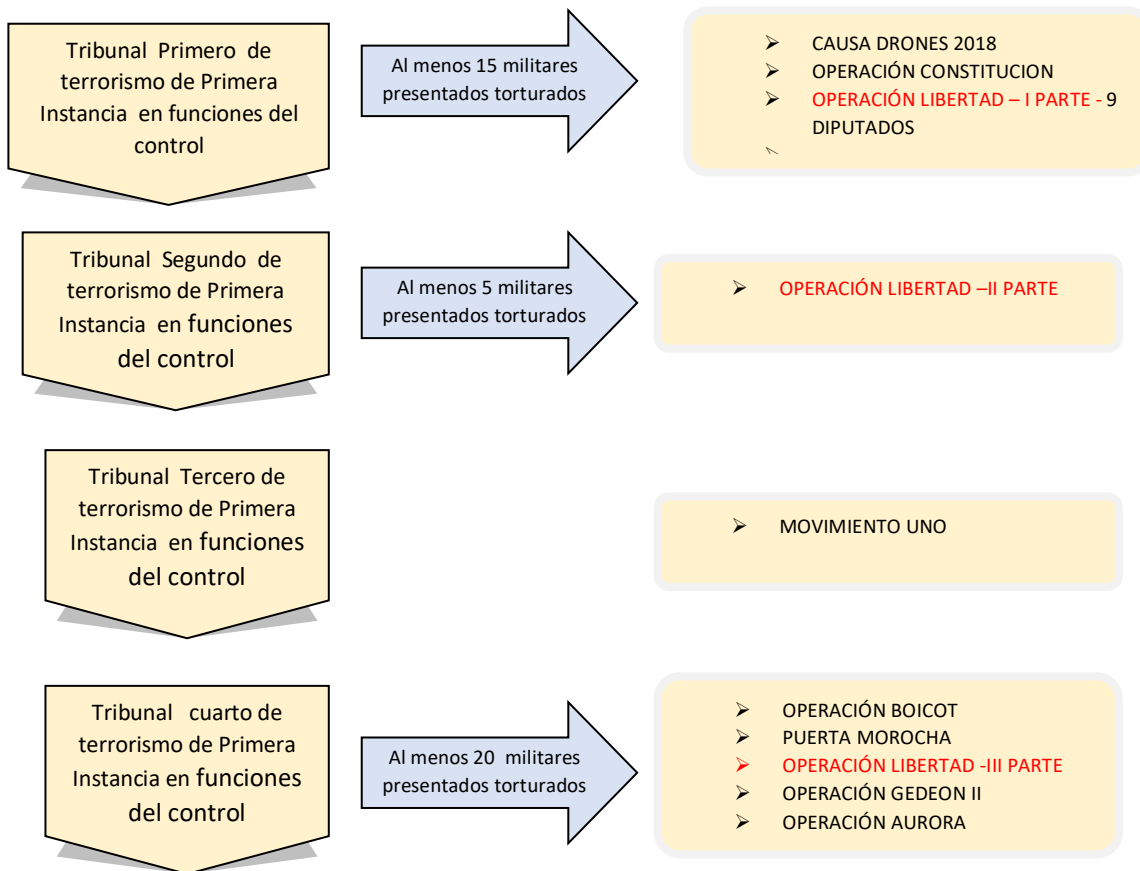 Tribunal Primero de
terrorismo de Primera
Instancia en funciones del
control
Al menos 15 militares
presentados torturados
➢ CAUSA DRONES 2018
➢ OPERACIÓN CONSTITUCION
➢ OPERACIÓN LIBERTAD – I PARTE - 9
DIPUTADOS
Tribunal Segundo de
terrorismo de Primera
Instancia en funciones
del control
Al menos 5 militares
presentados torturados
➢ OPERACIÓN LIBERTAD –II PARTE
Tribunal Tercero de
terrorismo de Primera
Instancia en funciones
del control
➢ MOVIMIENTO UNO
Tribunal cuarto de
terrorismo de Primera
Instancia en funciones
del control
Al menos 20 militares
presentados torturados
➢ OPERACIÓN BOICOT
➢ PUERTA MOROCHA
➢ OPERACIÓN LIBERTAD -III PARTE
➢ OPERACIÓN GEDEON II
➢ OPERACIÓN AURORA